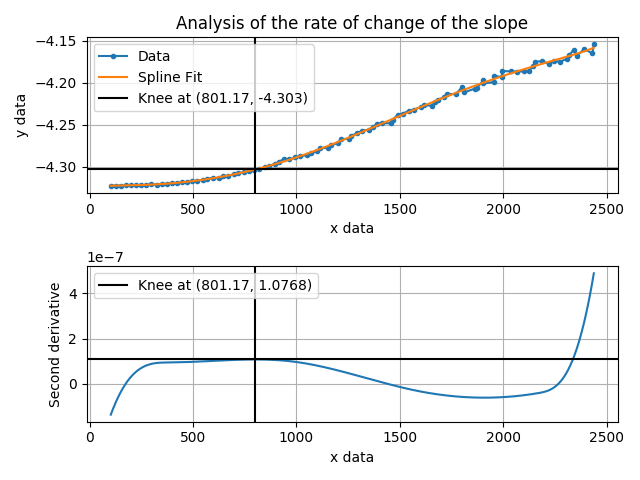 Analysis of the rate of change of the slope
−4.15
−4.20
−4.25
−4.30
y data
Data
Spline Fit
Knee at (801.17, -4.303)
0 500 1000 1500 2000 2500
x data
1e−7
4
2
0
Second derivative
Knee at (801.17, 1.0768)
0 500 1000 1500 2000 2500
x data